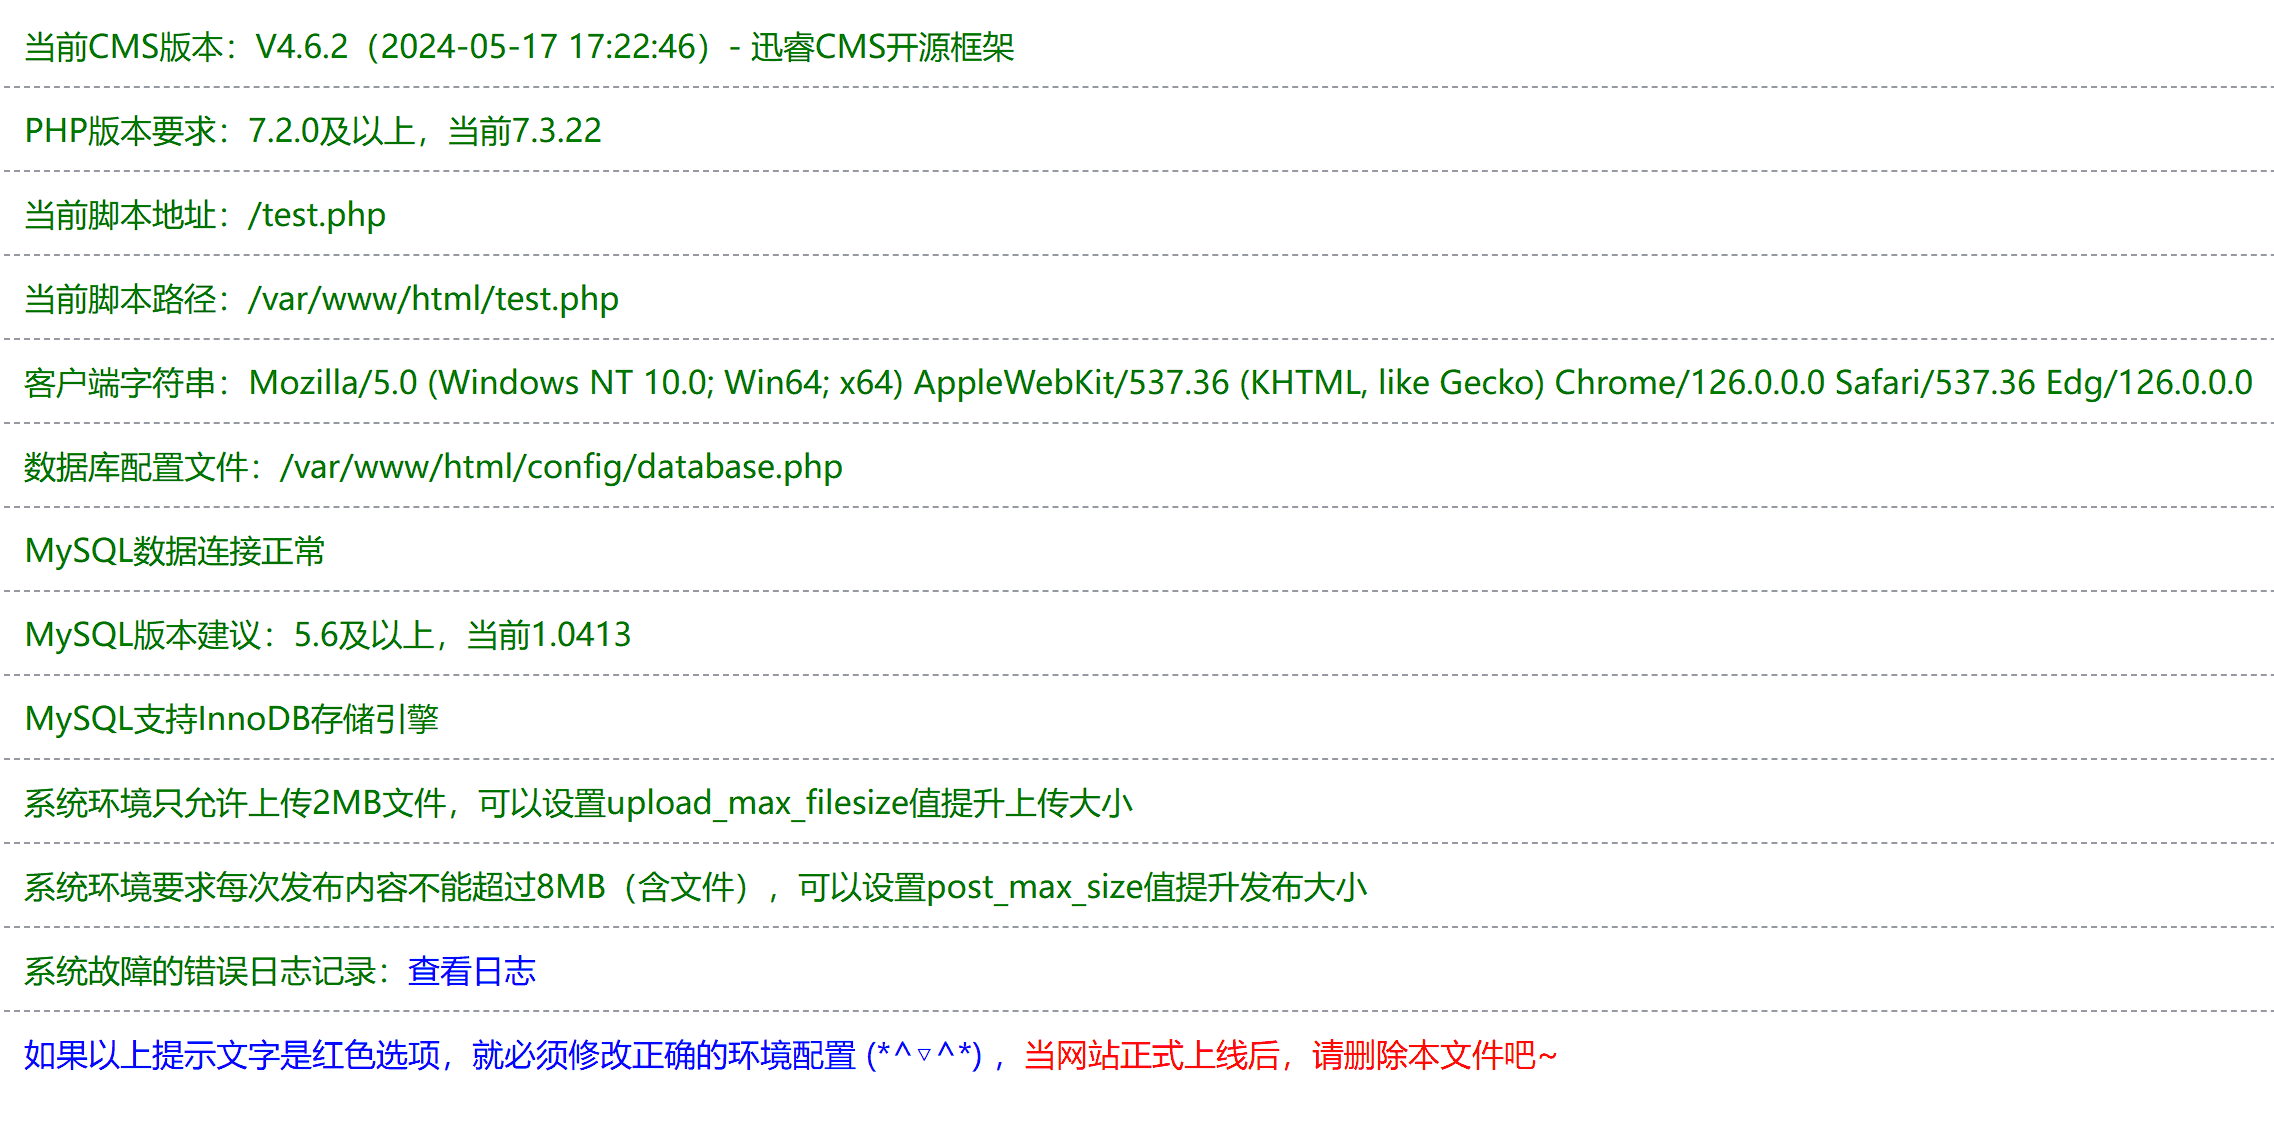 当前CMS版本：V4.6.2（2024-05-17 17:22:46）- 迅睿CMS开源框架
PHP版本要求：7.2.0及以上，当前7.3.22
当前脚本地址：/test.php
当前脚本路径：/var/www/html/test.php
客户端字符串：Mozilla/5.0 (Windows NT 10.0; Win64; x64) AppleWebKit/537.36 (KHTML, like Gecko) Chrome/126.0.0.0 Safari/537.36 Edg/126.0.0.0
数据库配置文件：/var/www/html/config/database.php
MySQL数据连接正常
MySQL版本建议：5.6及以上，当前1.0413
MySQL支持InnoDB存储引擎
系统环境只允许上传2MB文件，可以设置upload_max_filesize值提升上传大小
系统环境要求每次发布内容不能超过8MB（含文件），可以设置post_max_size值提升发布大小
系统故障的错误日志记录：查看日志
如果以上提示文字是红色选项，就必须修改正确的环境配置 (*^▽^*) ，当网站正式上线后，请删除本文件吧~